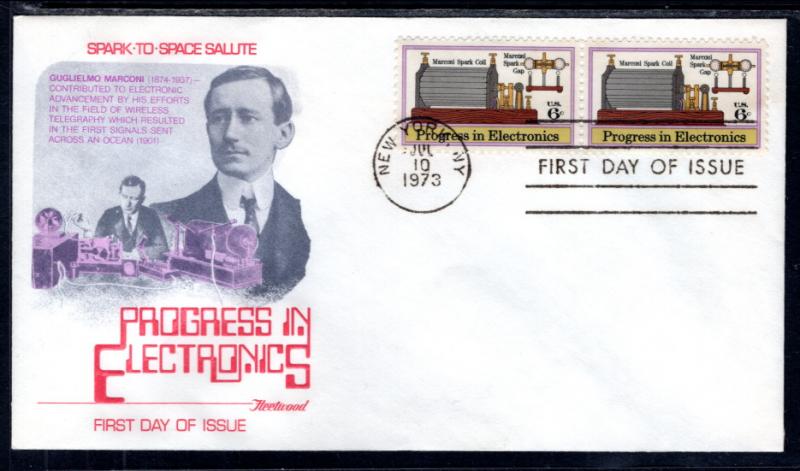 SPARK·TO·SPACE SALUTE
GUGLIELMO MARCONI (1874-1937)—
CONTRIBUTED TO ELECTRONIC
ADVANCEMENT BY HIS EFFORTS
IN THE FIELD OF WIRELESS
TELEGRAPHY WHICH RESULTED
IN THE FIRST SIGNALS SENT
ACROSS AN OCEAN (1901)
PROGRESS IN
ELECTRONICS
Fleetwood
FIRST DAY OF ISSUE
Marconi Spark Coil
Marconi
Spark
Gap
U.S.
6c
Progress in Electronics
Marconi Spark Coil
Marconi
Spark
Gap
U.S.
6c
Progress in Electronics
NEW YORK, NY
JUL
10
1973
FIRST DAY OF ISSUE